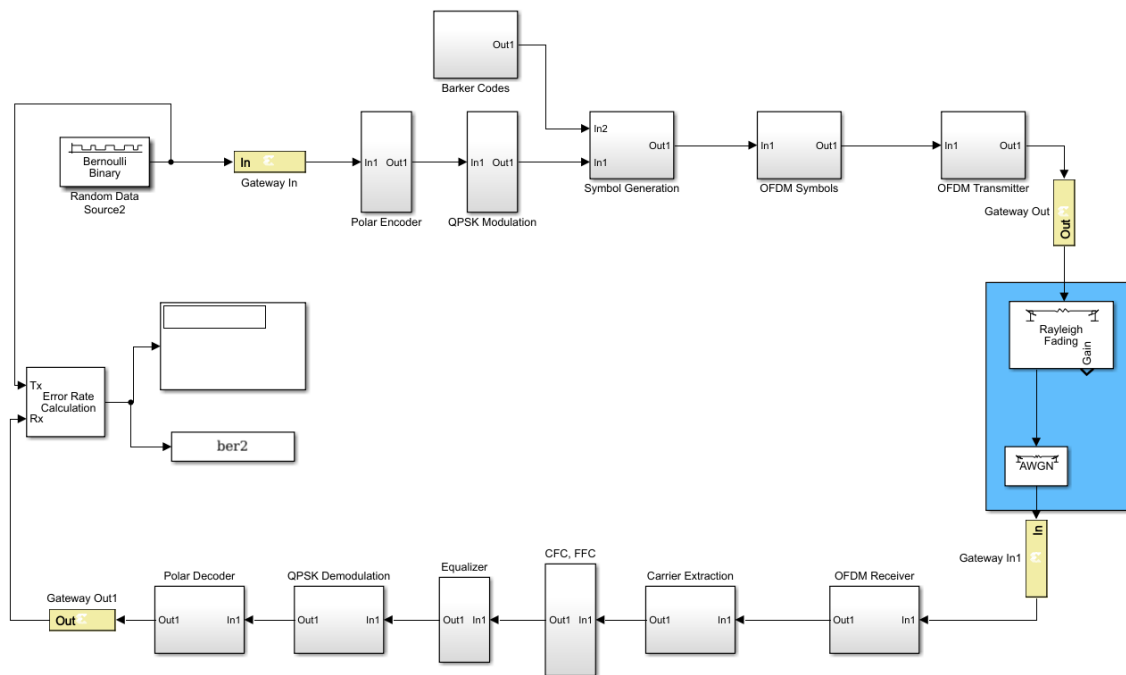 Out1
Barker Codes
Bernoulli
Binary
Random Data
Source2
In
Gateway In
In1 Out1
Polar Encoder
In1 Out1
QPSK Modulation
In2
In1
Out1
Symbol Generation
In1 Out1
OFDM Symbols
In1 Out1
OFDM Transmitter
Gateway Out
Out
Rayleigh
Fading
Gain
AWGN
In
Gateway In1
Tx
Rx
Error Rate
Calculation
ber2
OFDM Receiver
Out1 In1
Carrier Extraction
Out1 In1
CFC, FFC
Out1 In1
Equalizer
Out1 In1
QPSK Demodulation
Out1 In1
Polar Decoder
Out1 In1
Gateway Out1
Out